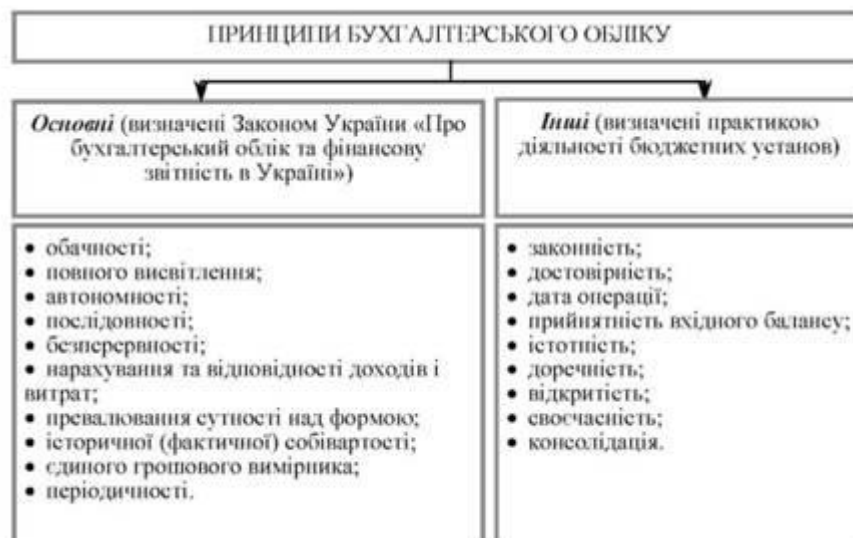 ПРИНЦИПИ БУХГАЛТЕРСЬКОГО ОБЛІКУ
Основні (визначені Законом України «Про
бухгалтерський облік та фінансову
звітність в Україні»)
Інші (визначені практикою
діяльності бюджетних установ)
• обачності;
• повного висвітлення;
• автономності;
• послідовності;
• безперервності;
• нарахування та відповідності доходів і
витрат;
• превалювання сутності над формою;
• історичної (фактичної) собівартості;
• єдиного грошового вимірника;
• періодичності.
• законність;
• достовірність;
• дата операції;
• прийнятність вхідного балансу;
• істотність;
• доречність;
• відкритість;
• своєчасність;
• консолідація.